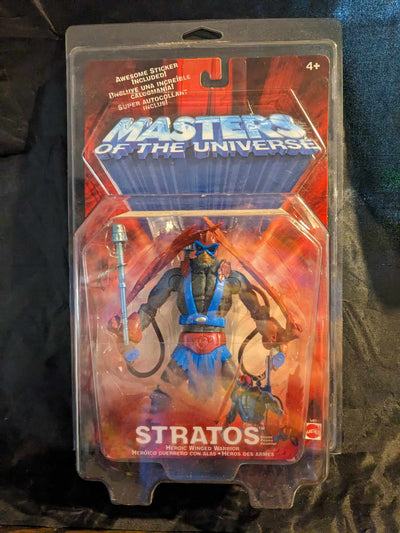 AWESOME STICKER
INCLUDED!
¡INCLUYE UNA INCREÍBLE
CALCOMANÍA!
SUPER AUTOCOLLANT
INCLUS!
4+
MASTERS
OF THE UNIVERSE
STRATOS
HEROIC WINGED WARRIOR
HERÓICO GUERRERO CON ALAS • HÉROS DES ARMES
MATTEL